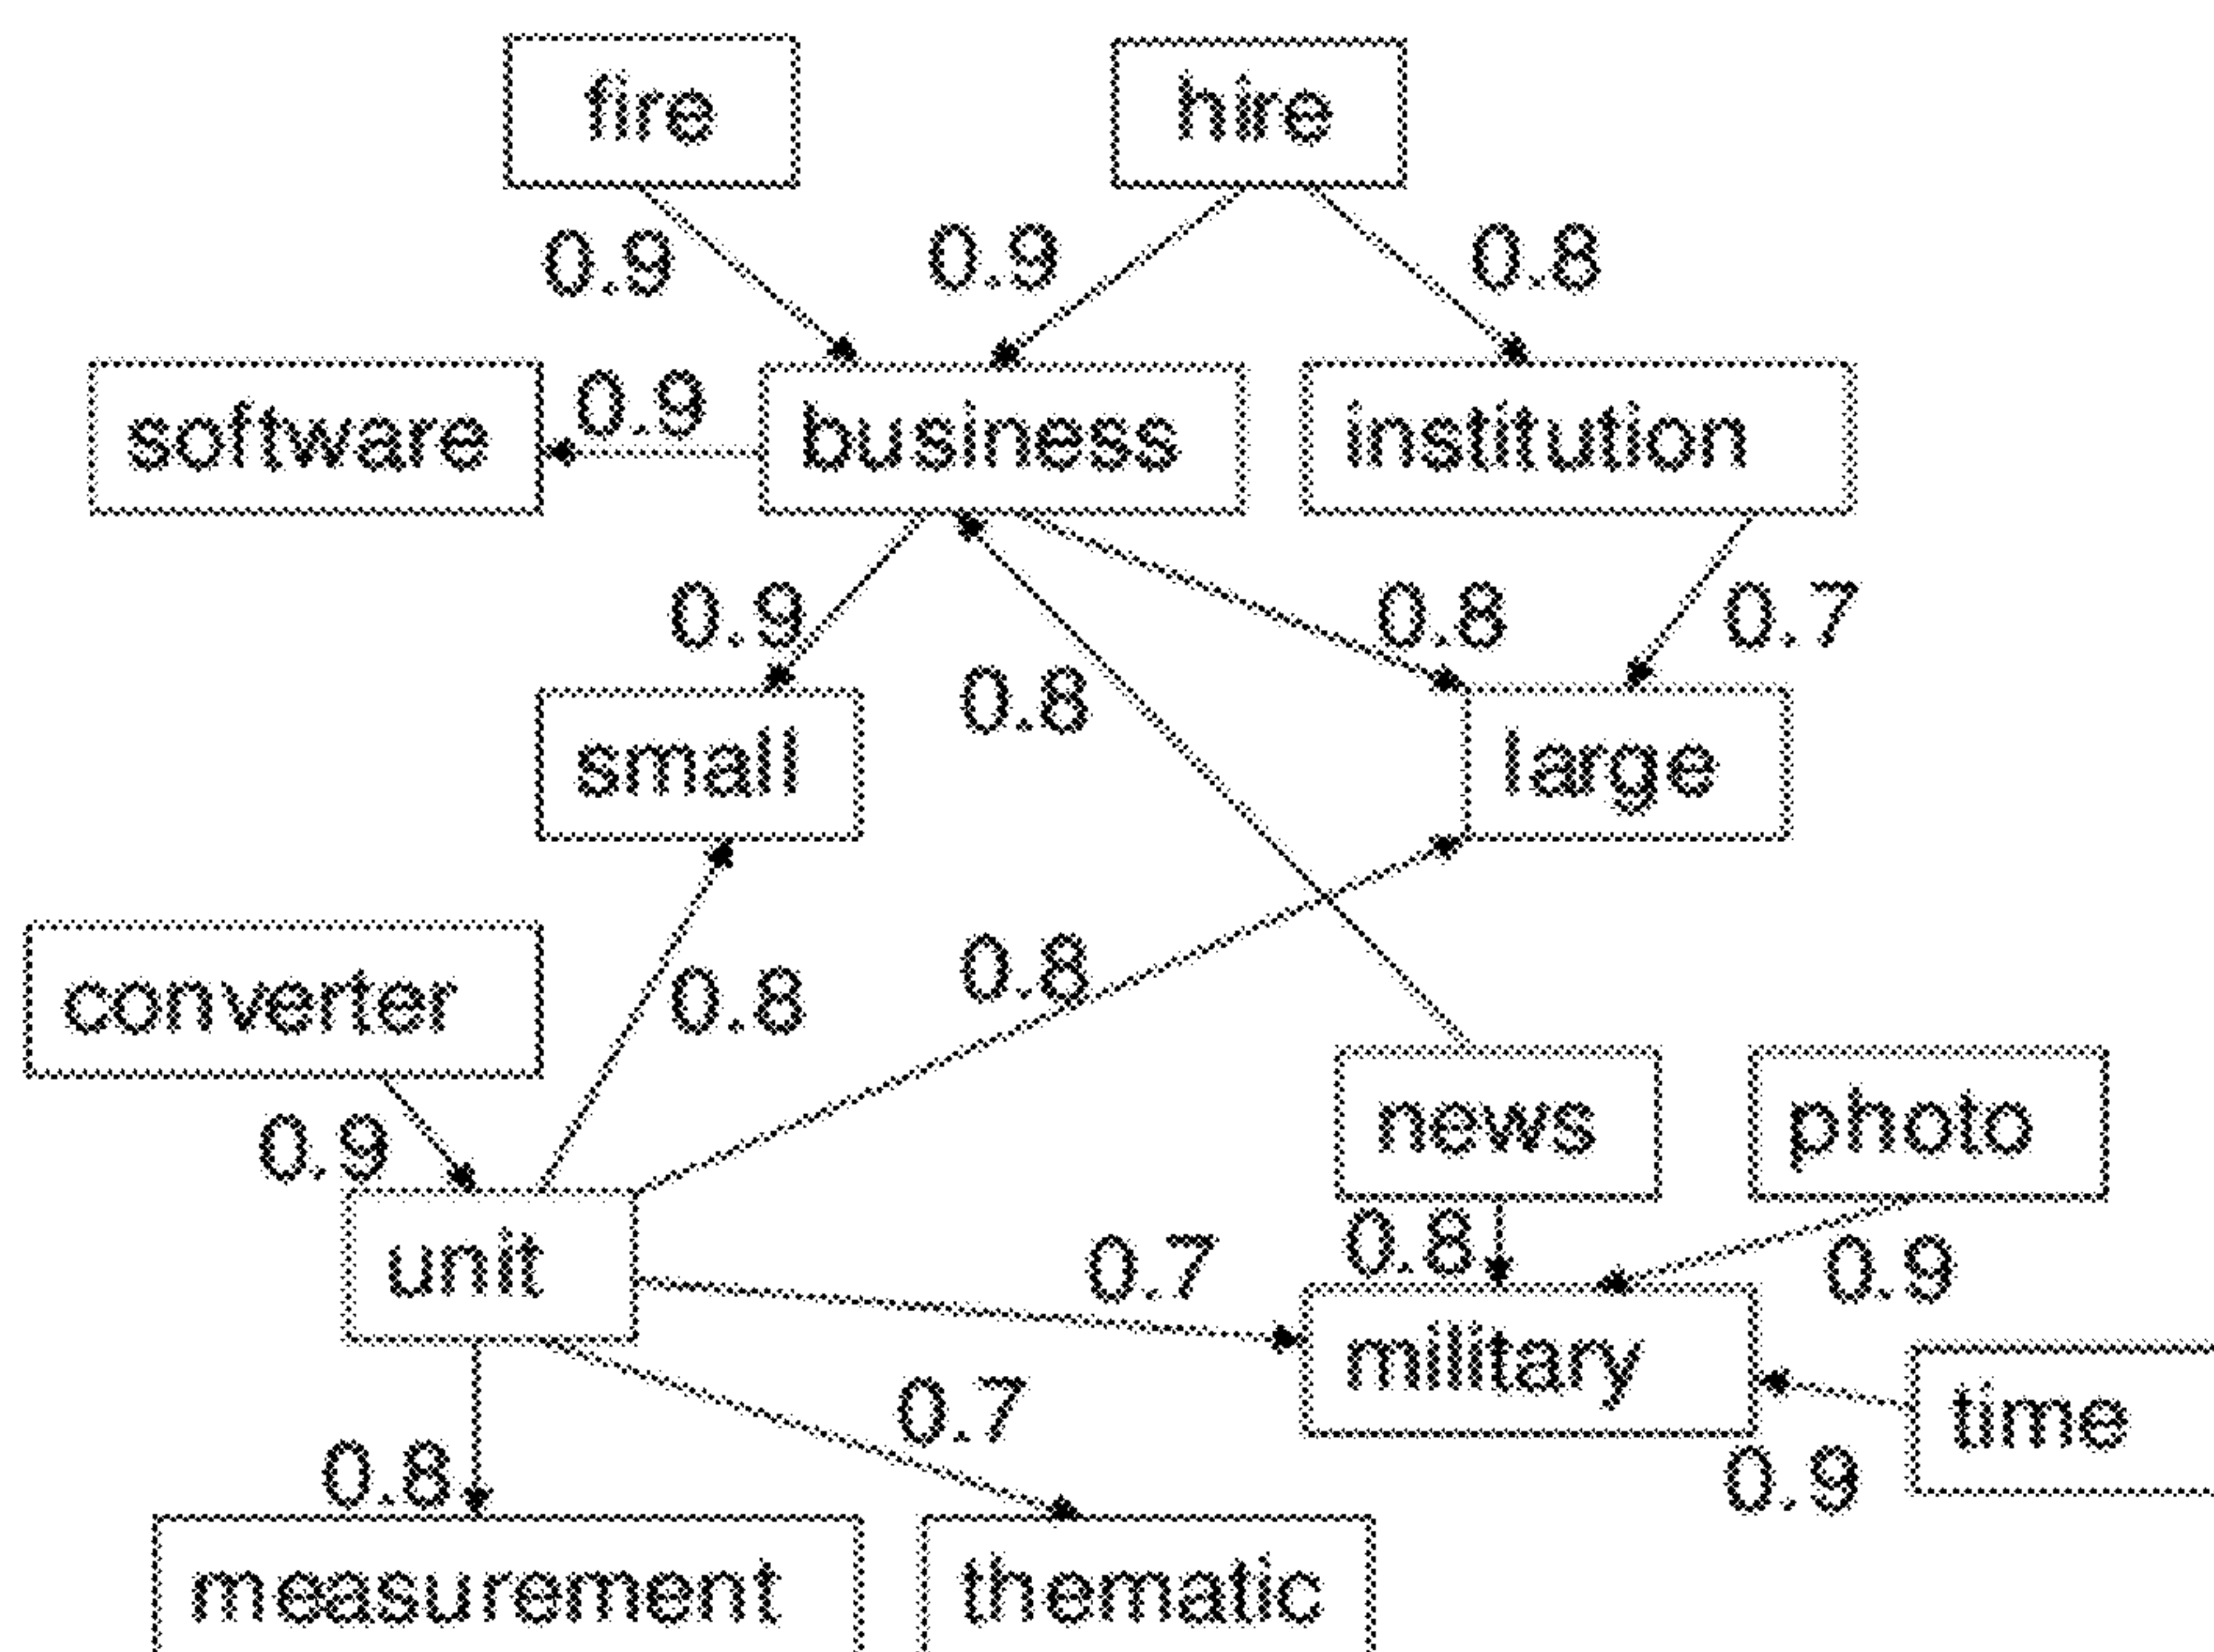 fire hire
0.9 0.9 0.8
software 0.9 business institution
0.9 0.8 0.7
0.8
small large
converter 0.8 0.8
0.9 news photo
unit 0.7 0.8 0.9
military
0.7 time
0.8 0.9
measurement thematic